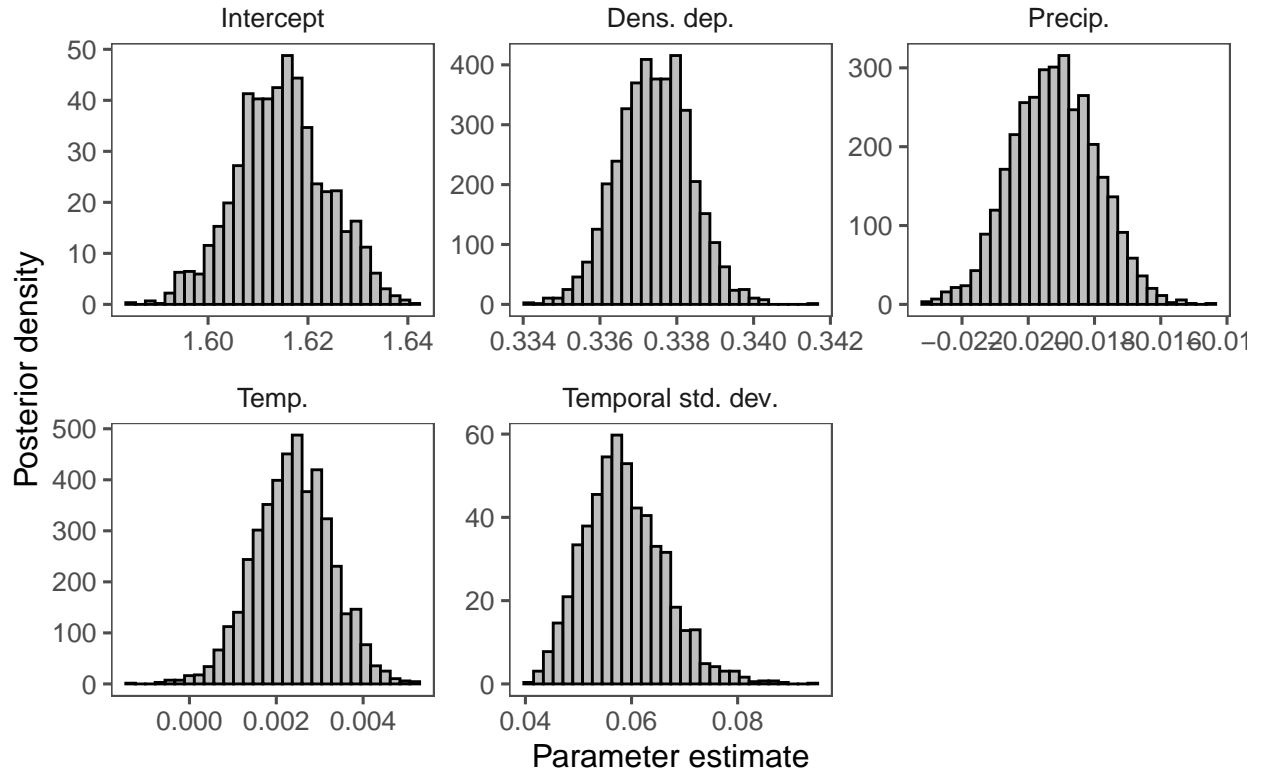 Intercept
Dens. dep.
Precip.
50
40
30
20
10
0
1.60 1.62 1.64
400
300
200
100
0
0.334 0.336 0.338 0.340 0.342
300
200
100
0
Posterior density
Temp.
Temporal std. dev.
500
400
300
200
100
0
0.000 0.002 0.004
60
40
20
0
0.04 0.06 0.08
Parameter estimate